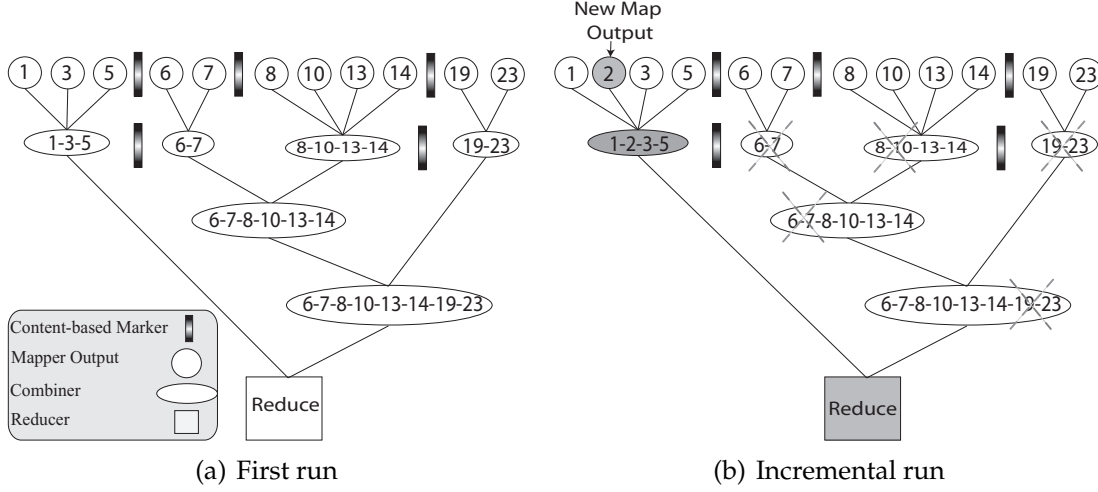 New Map
Output
1 3 5 6 7 8 10 13 14 19 23
1 2 3 5 6 7 8 10 13 14 19 23
1-3-5 6-7 8-10-13-14 19-23
1-2-3-5 6-7 8-10-13-14 19-23
6-7-8-10-13-14
6-7-8-10-13-14
6-7-8-10-13-14-19-23
6-7-8-10-13-14-19-23
Content-based Marker
Mapper Output
Combiner
Reducer
Reduce
Reduce
(a) First run
(b) Incremental run